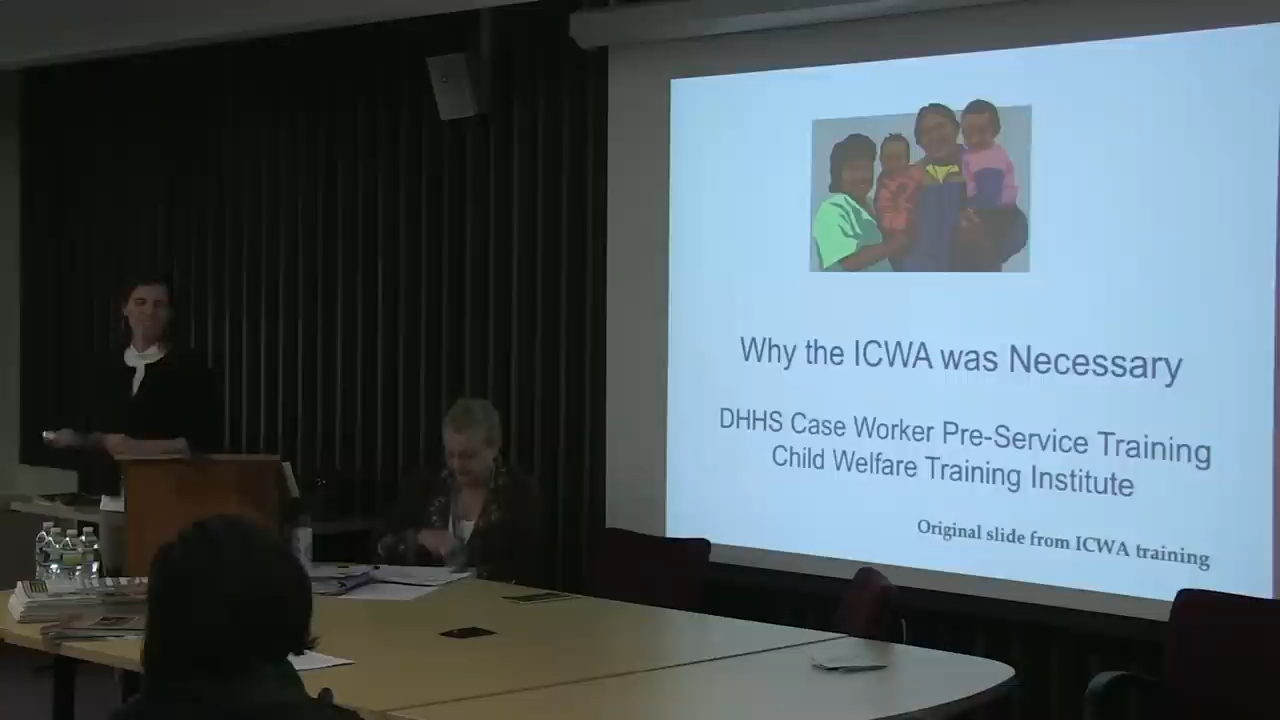 Why the ICWA was Necessary
DHHS Case Worker Pre-Service Training
Child Welfare Training Institute
Original slide from ICWA training